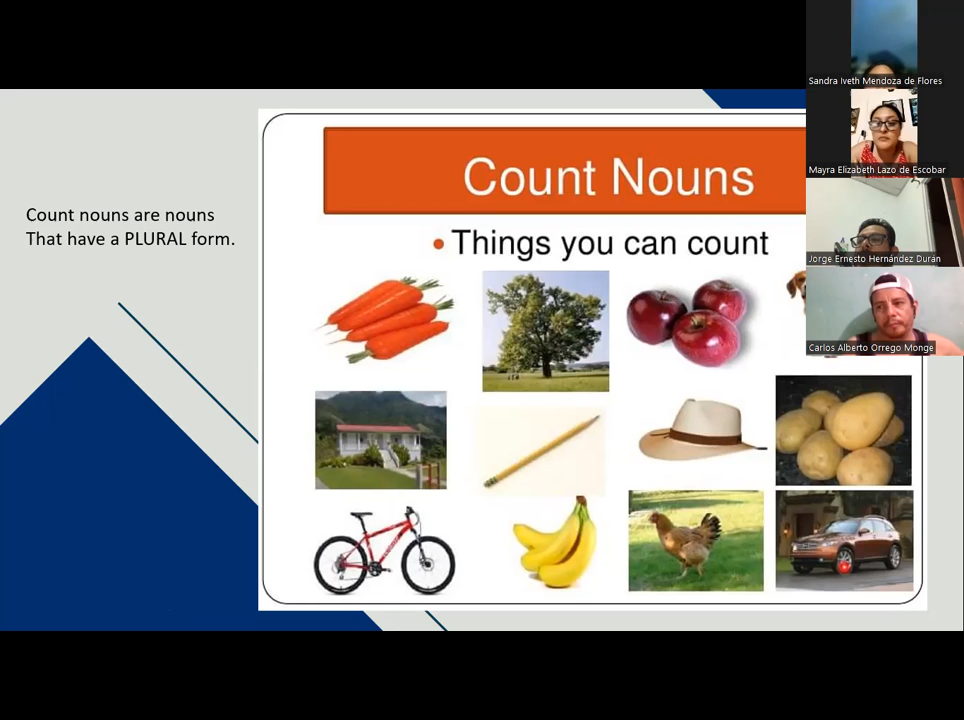 Count nouns are nouns
That have a PLURAL form.
Count Nouns
• Things you can count
Sandra Iveth Mendoza de Flores
Mayra Elizabeth Lazo de Escobar
Jorge Ernesto Hernández Durán
Carlos Alberto Orrego Monge